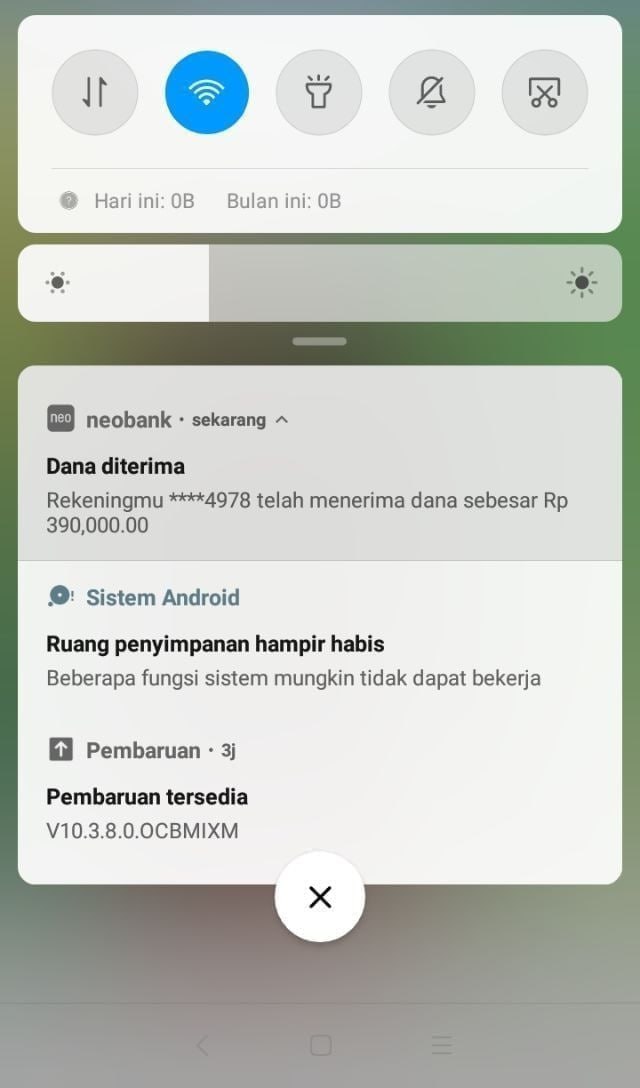 Hari ini: 0B Bulan ini: 0B
neo neobank · sekarang
Dana diterima
Rekeningmu ****4978 telah menerima dana sebesar Rp
390,000.00
Sistem Android
Ruang penyimpanan hampir habis
Beberapa fungsi sistem mungkin tidak dapat bekerja
Pembaruan · 3j
Pembaruan tersedia
V10.3.8.0.OCBMIXM